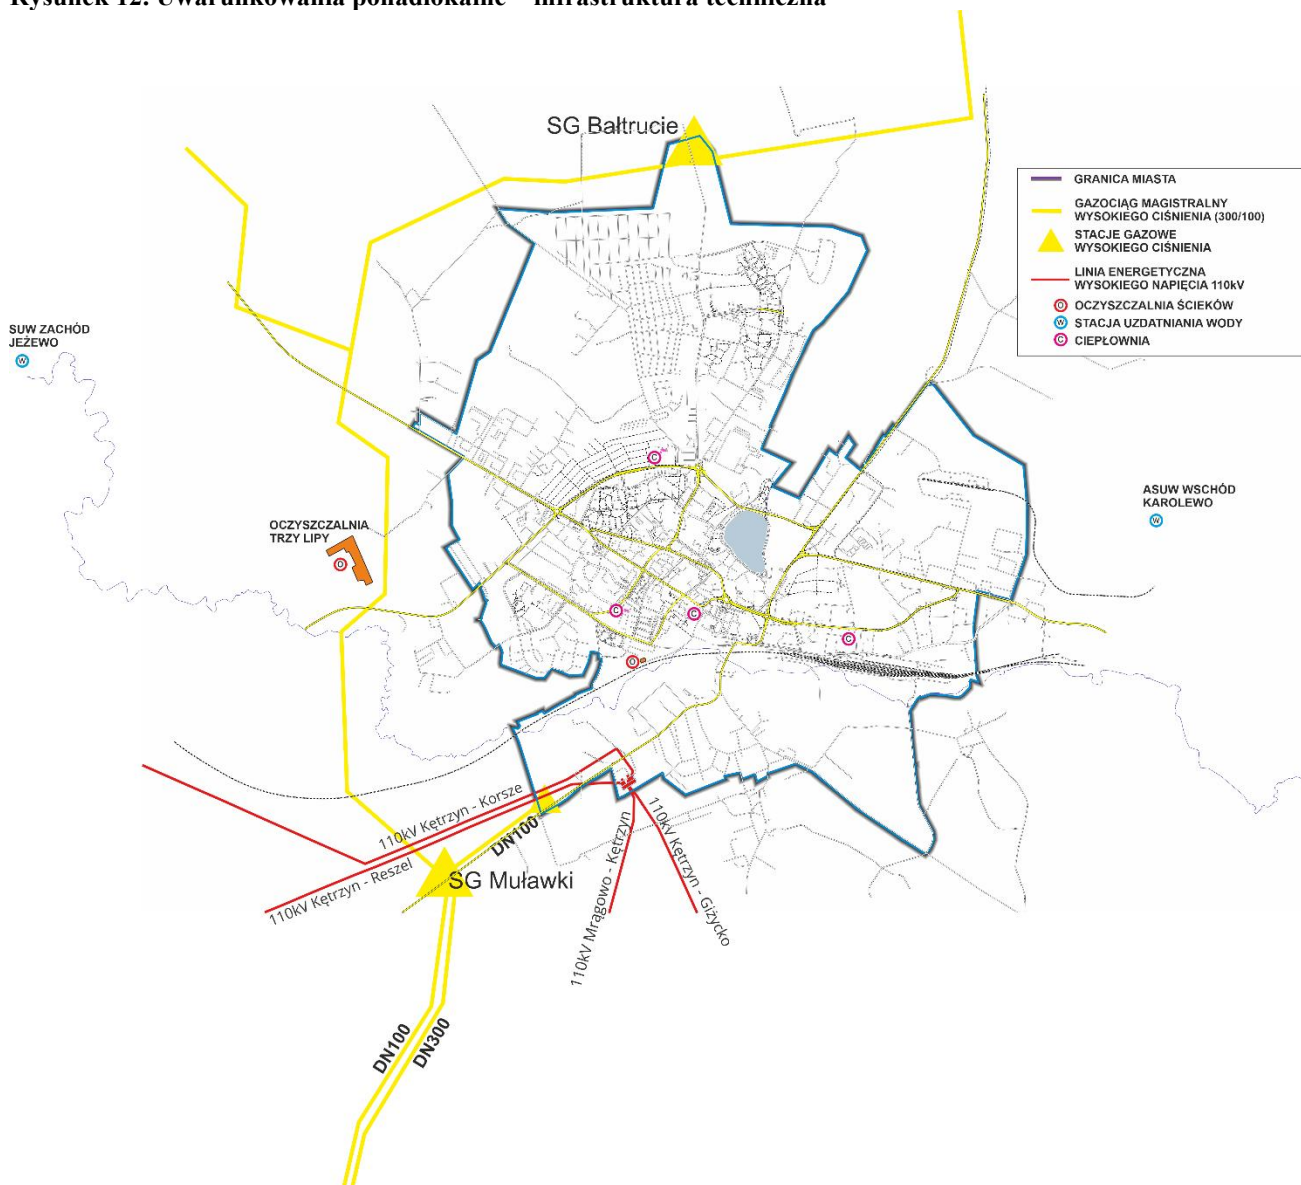 Rysunek 12. Uwarunkowania ponadlokalne – infrastruktura techniczna
SG Bałtrucie
GRANICA MIASTA
GAZOCIĄG MAGISTRALNY
WYSOKIEGO CIŚNIENIA (300/100)
STACJE GAZOWE
WYSOKIEGO CIŚNIENIA
LINIA ENERGETYCZNA
WYSOKIEGO NAPIĘCIA 110kV
O OCZYSZCZALNIA ŚCIEKÓW
W STACJA UZDATNIANIA WODY
C CIEPŁOWNIA
SUW ZACHÓD
JEŻEWO
W
C
ASUW WSCHÓD
KAROLEWO
W
OCZYSZCZALNIA
TRZY LIPY
O
C
C
C
O
110kV Kętrzyn - Korsze
DN100
110kV Kętrzyn - Reszel
SG Muławki
110kV Mrągowo - Kętrzyn
110kV Kętrzyn - Giżycko
DN100
DN300